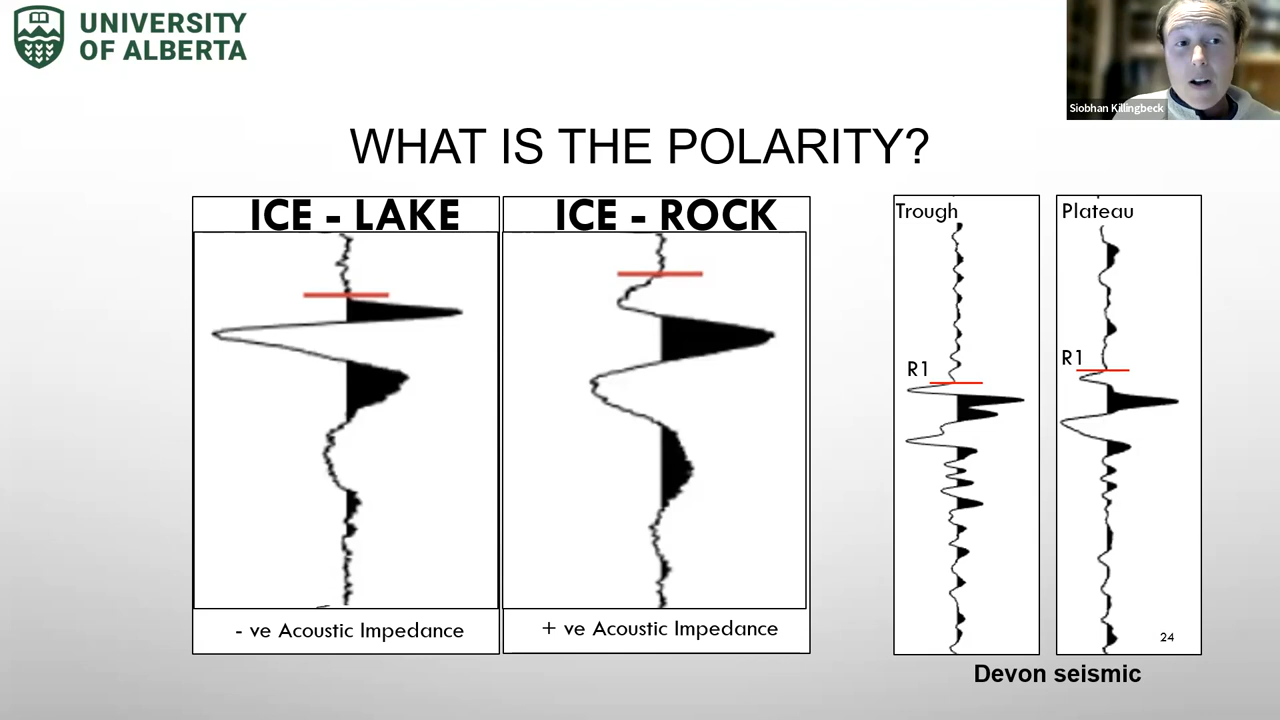 UNIVERSITY
OF ALBERTA
Siobhan Killingbeck
WHAT IS THE POLARITY?
ICE - LAKE
ICE - ROCK
- ve Acoustic Impedance
+ ve Acoustic Impedance
Trough
R1
Plateau
R1
24
Devon seismic